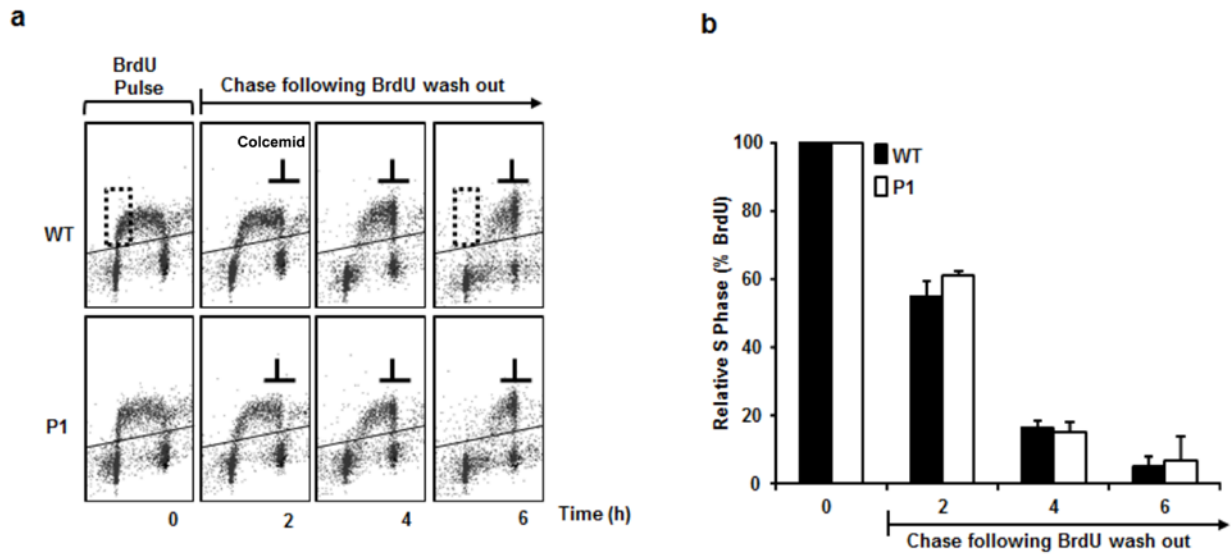 a
BrdU
Pulse
Chase following BrdU wash out
Colcemid
WT
P1
0
2
4
6
Time (h)
b
Relative S Phase (% BrdU)
100
80
60
40
20
0
WT
P1
0
2
4
6
Chase following BrdU wash out